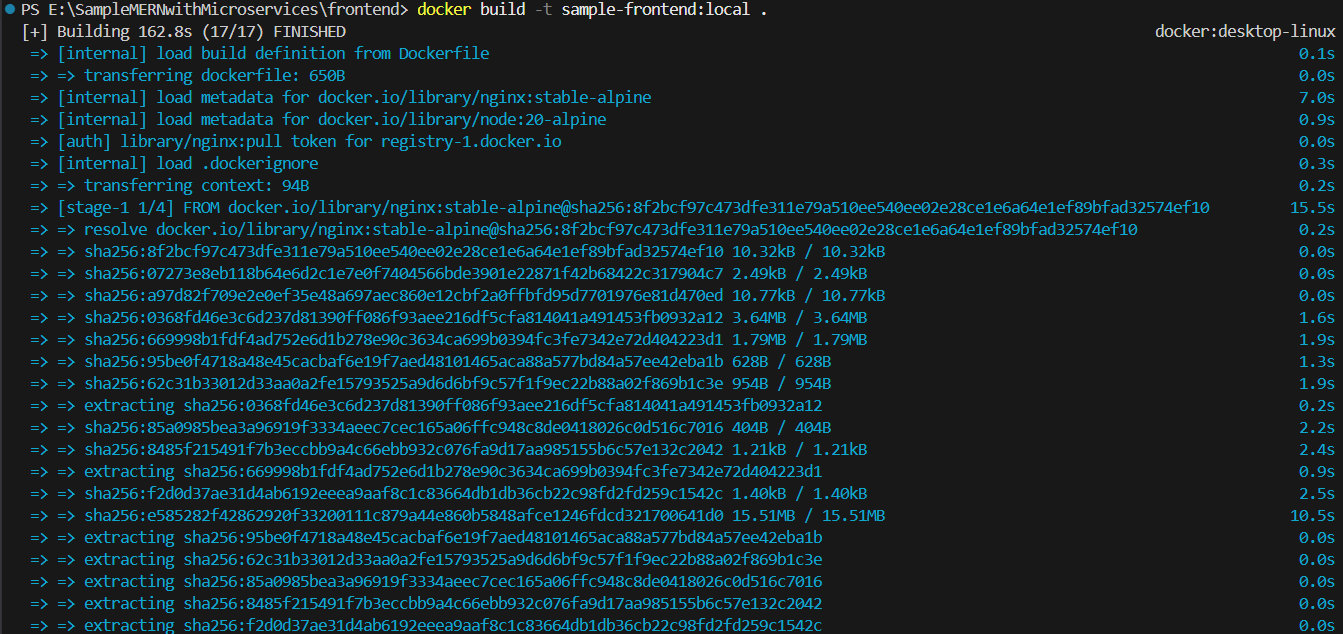 PS E:\SampleMERNwithMicroservices\frontend> docker build -t sample-frontend:local .
[+] Building 162.8s (17/17) FINISHED docker:desktop-linux
=> [internal] load build definition from Dockerfile 0.1s
=> => transferring dockerfile: 650B 0.0s
=> [internal] load metadata for docker.io/library/nginx:stable-alpine 7.0s
=> [internal] load metadata for docker.io/library/node:20-alpine 0.9s
=> [auth] library/nginx:pull token for registry-1.docker.io 0.0s
=> [internal] load .dockerignore 0.3s
=> => transferring context: 94B 0.2s
=> [stage-1 1/4] FROM docker.io/library/nginx:stable-alpine@sha256:8f2bcf97c473dfe311e79a510ee540ee02e28ce1e6a64e1ef89bfad32574ef10 15.5s
=> => resolve docker.io/library/nginx:stable-alpine@sha256:8f2bcf97c473dfe311e79a510ee540ee02e28ce1e6a64e1ef89bfad32574ef10 0.2s
=> => sha256:8f2bcf97c473dfe311e79a510ee540ee02e28ce1e6a64e1ef89bfad32574ef10 10.32kB / 10.32kB 0.0s
=> => sha256:07273e8eb118b64e6d2c1e7e0f7404566bde3901e22871f42b68422c317904c7 2.49kB / 2.49kB 0.0s
=> => sha256:a97d82f709e2e0ef35e48a697aec860e12cbf2a0ffbfd95d7701976e81d470ed 10.77kB / 10.77kB 0.0s
=> => sha256:0368fd46e3c6d237d81390ff086f93aee216df5cfa814041a491453fb0932a12 3.64MB / 3.64MB 1.6s
=> => sha256:669998b1fdf4ad752e6d1b278e90c3634ca699b0394fc3fe7342e72d404223d1 1.79MB / 1.79MB 1.9s
=> => sha256:95be0f4718a48e45cacbaf6e19f7aed48101465aca88a577bd84a57ee42eba1b 628B / 628B 1.3s
=> => sha256:62c31b33012d33aa0a2fe15793525a9d6d6bf9c57f1f9ec22b88a02f869b1c3e 954B / 954B 1.9s
=> => extracting sha256:0368fd46e3c6d237d81390ff086f93aee216df5cfa814041a491453fb0932a12 0.2s
=> => sha256:85a0985bea3a96919f3334aeec7cec165a06ffc948c8de0418026c0d516c7016 404B / 404B 2.2s
=> => sha256:8485f215491f7b3eccbb9a4c66ebb932c076fa9d17aa985155b6c57e132c2042 1.21kB / 1.21kB 2.4s
=> => extracting sha256:669998b1fdf4ad752e6d1b278e90c3634ca699b0394fc3fe7342e72d404223d1 0.9s
=> => sha256:f2d0d37ae31d4ab6192eeea9aaf8c1c83664db1db36cb22c98fd2fd259c1542c 1.40kB / 1.40kB 2.5s
=> => sha256:e585282f42862920f33200111c879a44e860b5848afce1246fdcd321700641d0 15.51MB / 15.51MB 10.5s
=> => extracting sha256:95be0f4718a48e45cacbaf6e19f7aed48101465aca88a577bd84a57ee42eba1b 0.0s
=> => extracting sha256:62c31b33012d33aa0a2fe15793525a9d6d6bf9c57f1f9ec22b88a02f869b1c3e 0.0s
=> => extracting sha256:85a0985bea3a96919f3334aeec7cec165a06ffc948c8de0418026c0d516c7016 0.0s
=> => extracting sha256:8485f215491f7b3eccbb9a4c66ebb932c076fa9d17aa985155b6c57e132c2042 0.0s
=> => extracting sha256:f2d0d37ae31d4ab6192eeea9aaf8c1c83664db1db36cb22c98fd2fd259c1542c 0.0s